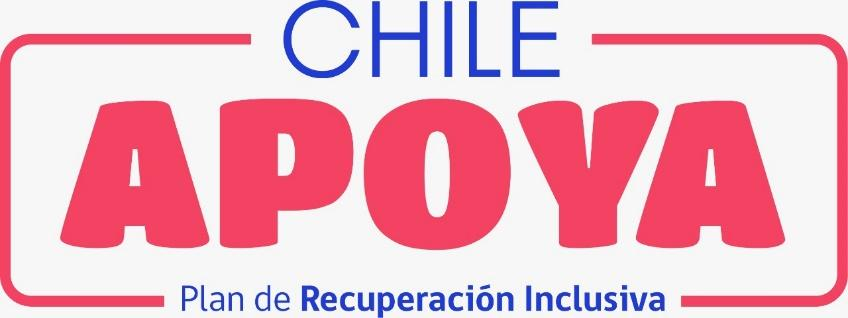 CHILE
APOYA
Plan de Recuperación Inclusiva